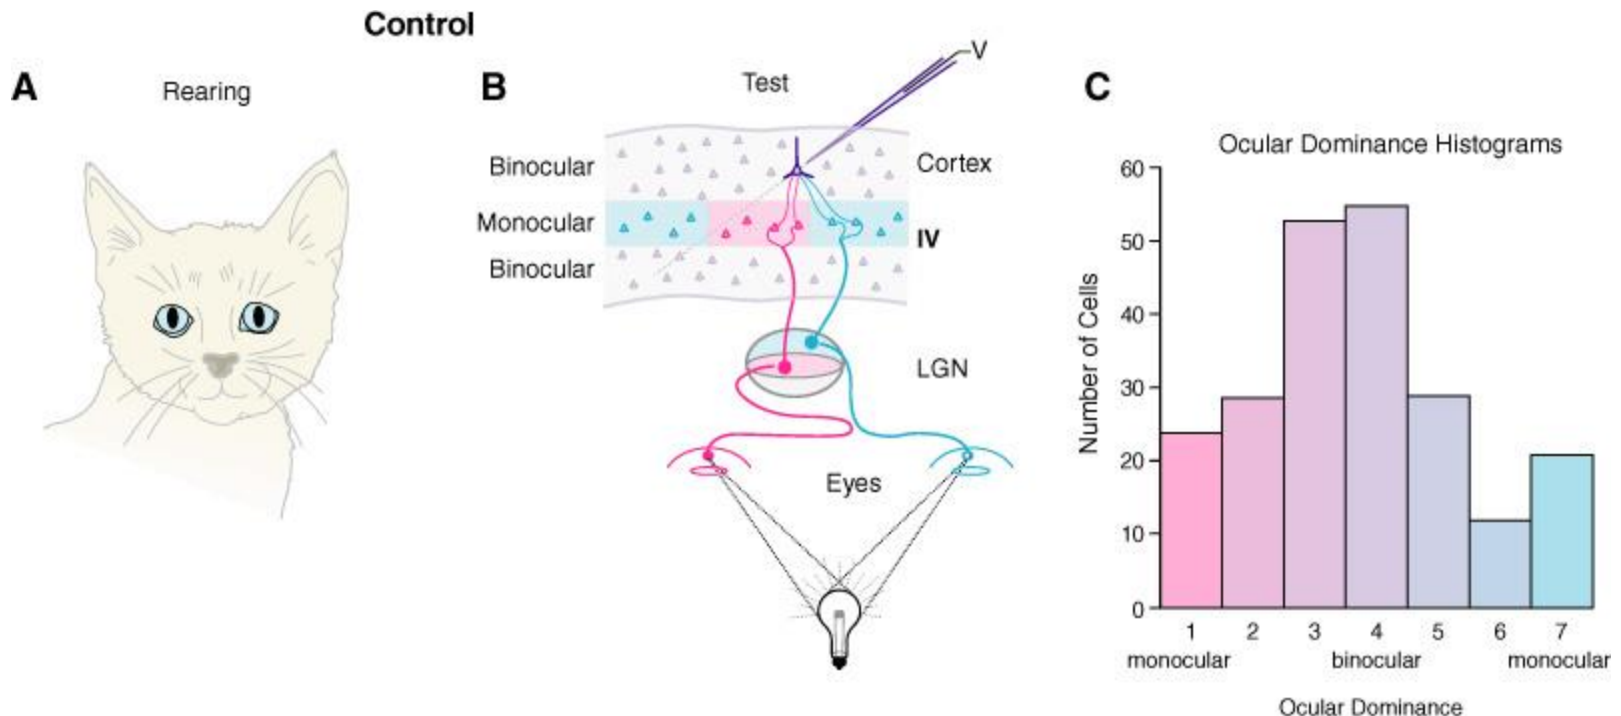 Control
A
Rearing
B
Test
V
Binocular
Monocular
Binocular
Cortex
IV
LGN
Eyes
C
Ocular Dominance Histograms
Number of Cells
60
50
40
30
20
10
0
1 2 3 4 5 6 7
monocular binocular monocular
Ocular Dominance